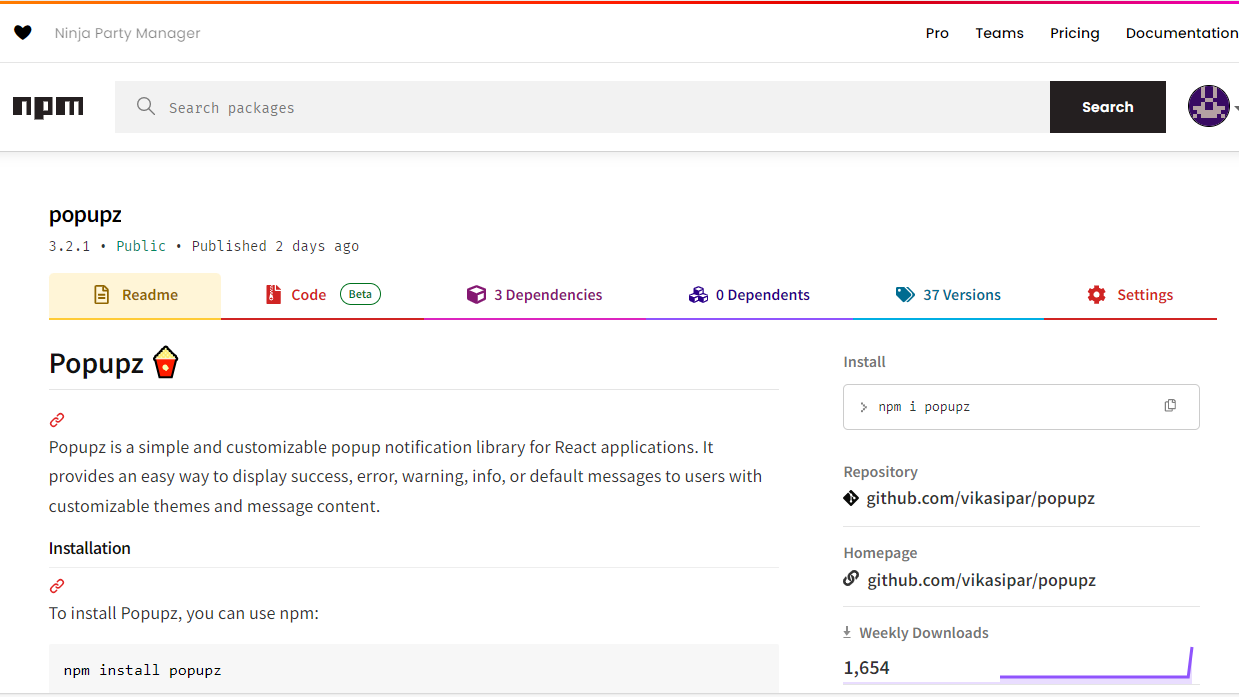 Ninja Party Manager
Pro Teams Pricing Documentation
npm Search packages Search
popupz
3.2.1 • Public • Published 2 days ago
Readme Code Beta 3 Dependencies 0 Dependents 37 Versions Settings
Popupz
Popupz is a simple and customizable popup notification library for React applications. It
provides an easy way to display success, error, warning, info, or default messages to users with
customizable themes and message content.
Installation
To install Popupz, you can use npm:
npm install popupz
Install
> npm i popupz
Repository
github.com/vikasipar/popupz
Homepage
github.com/vikasipar/popupz
Weekly Downloads
1,654